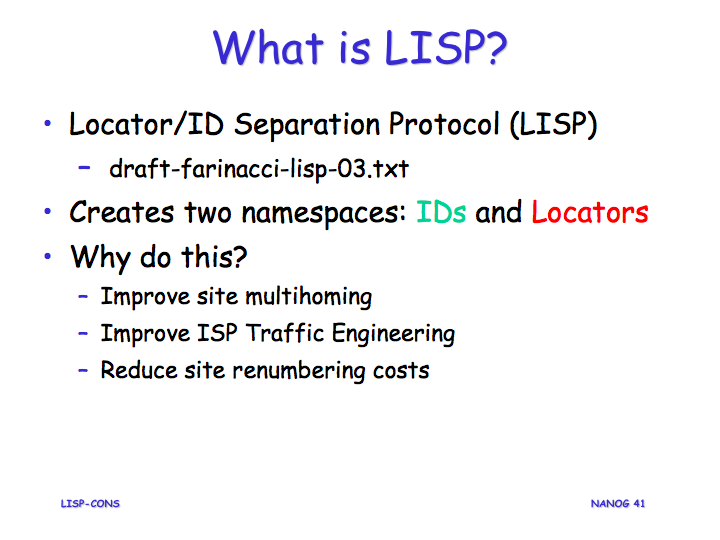 What is LISP?
• Locator/ID Separation Protocol (LISP)
– draft-farinacci-lisp-03.txt
• Creates two namespaces: IDs and Locators
• Why do this?
– Improve site multihoming
– Improve ISP Traffic Engineering
– Reduce site renumbering costs
LISP-CONS
NANOG 41